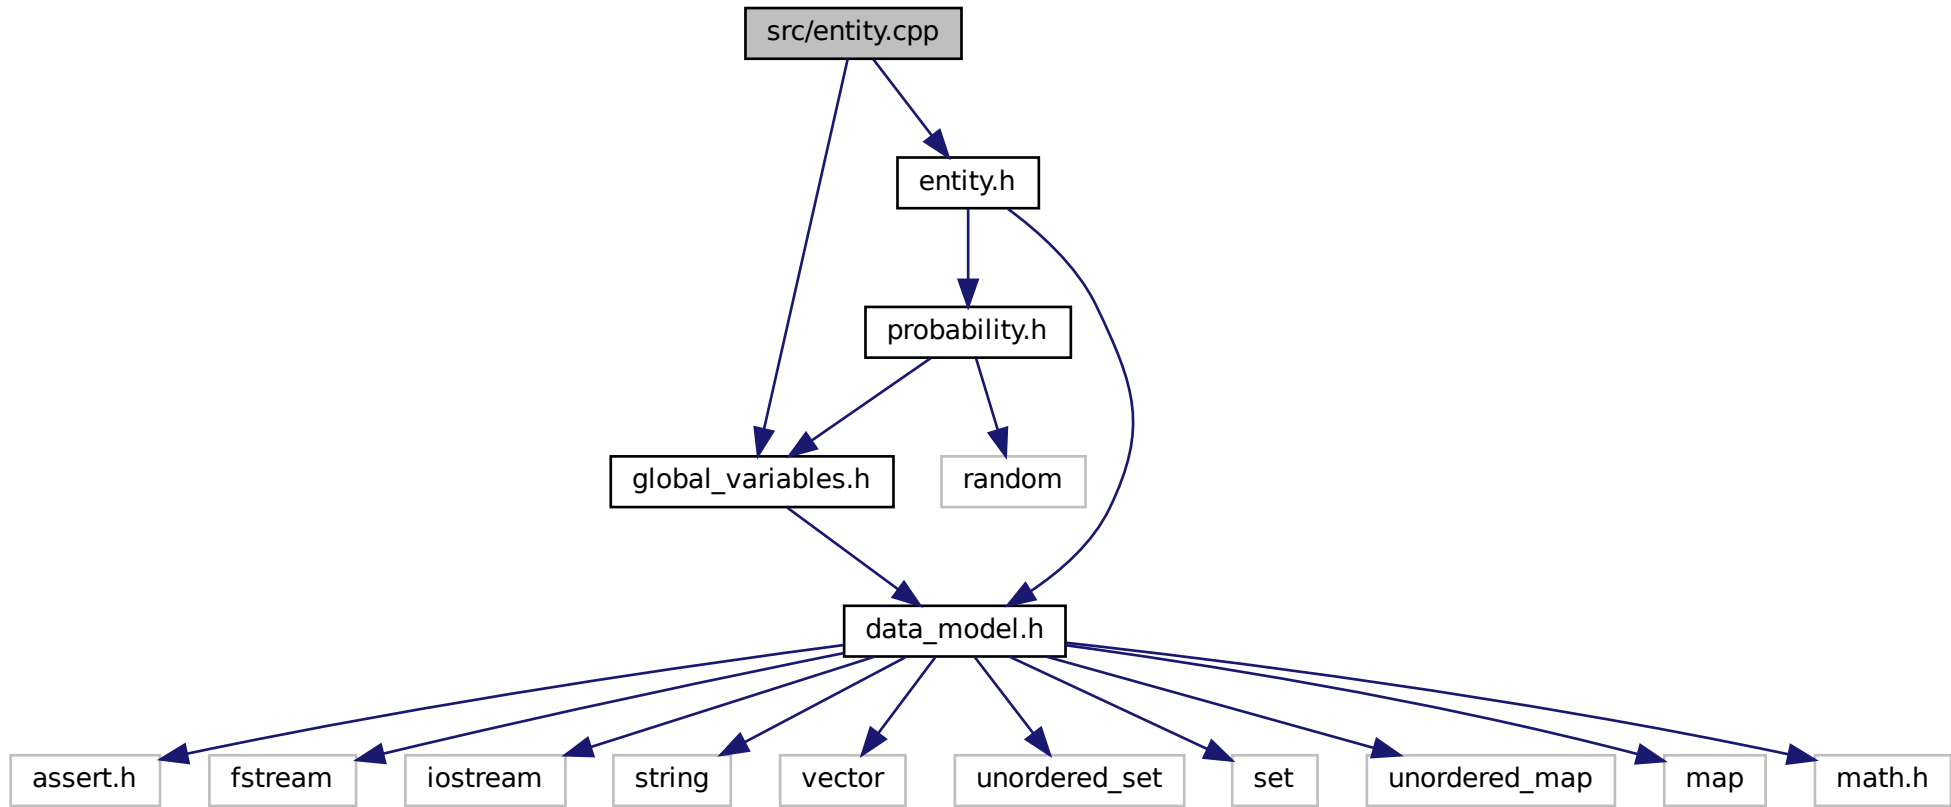 src/entity.cpp
entity.h
probability.h
global_variables.h
random
data_model.h
assert.h
fstream
iostream
string
vector
unordered_set
set
unordered_map
map
math.h